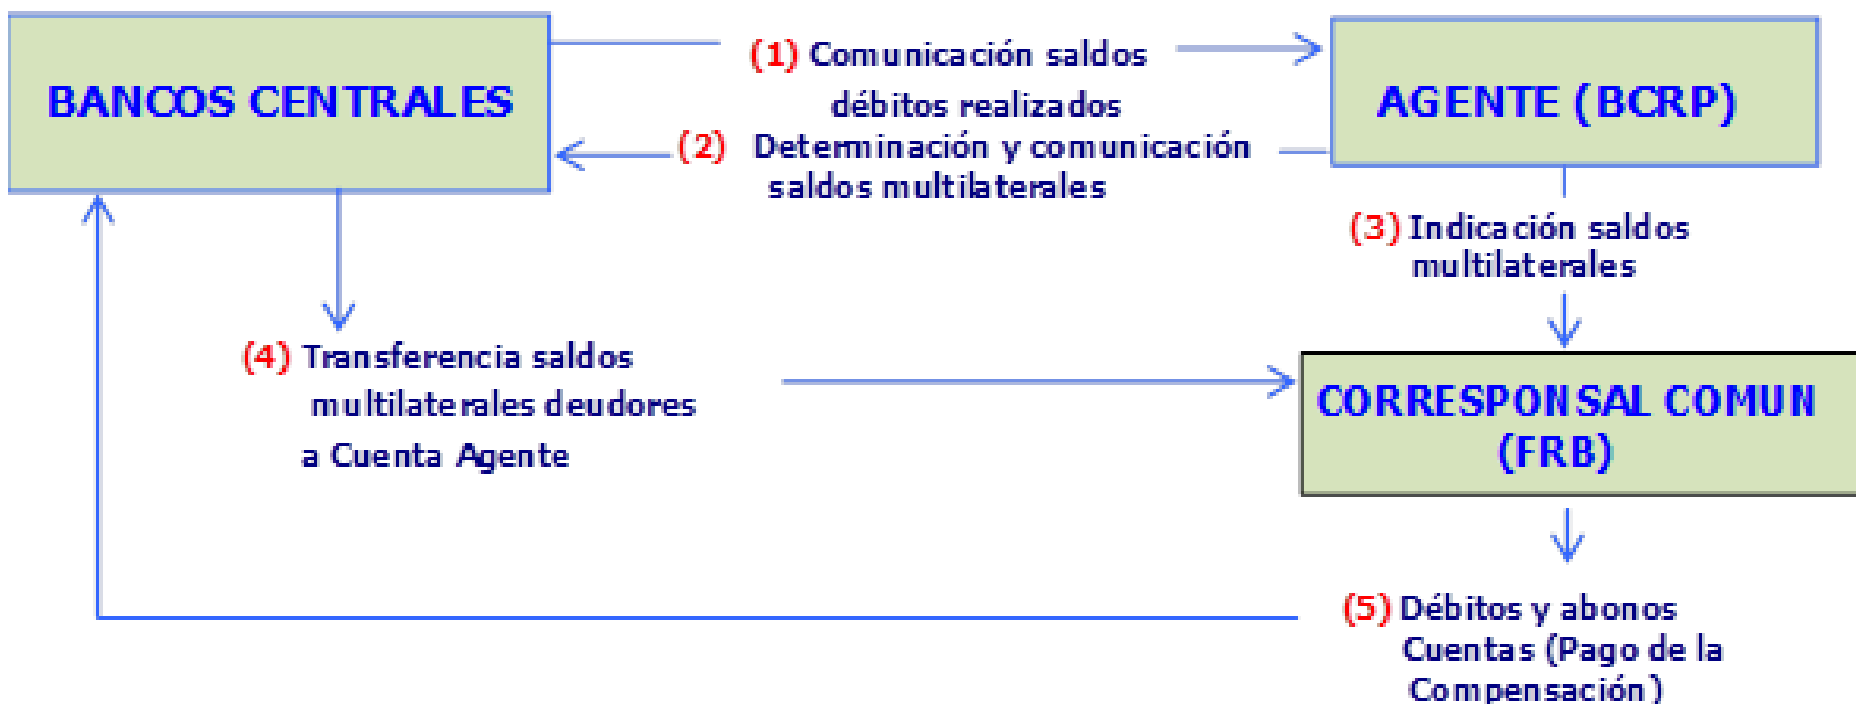 BANCOS CENTRALES
(1) Comunicación saldos
débitos realizados
(2) Determinación y comunicación
saldos multilaterales
AGENTE (BCRP)
(3) Indicación saldos
multilaterales
(4) Transferencia saldos
multilaterales deudores
a Cuenta Agente
CORRESPONSAL COMUN
(FRB)
(5) Débitos y abonos
Cuentas (Pago de la
Compensación)